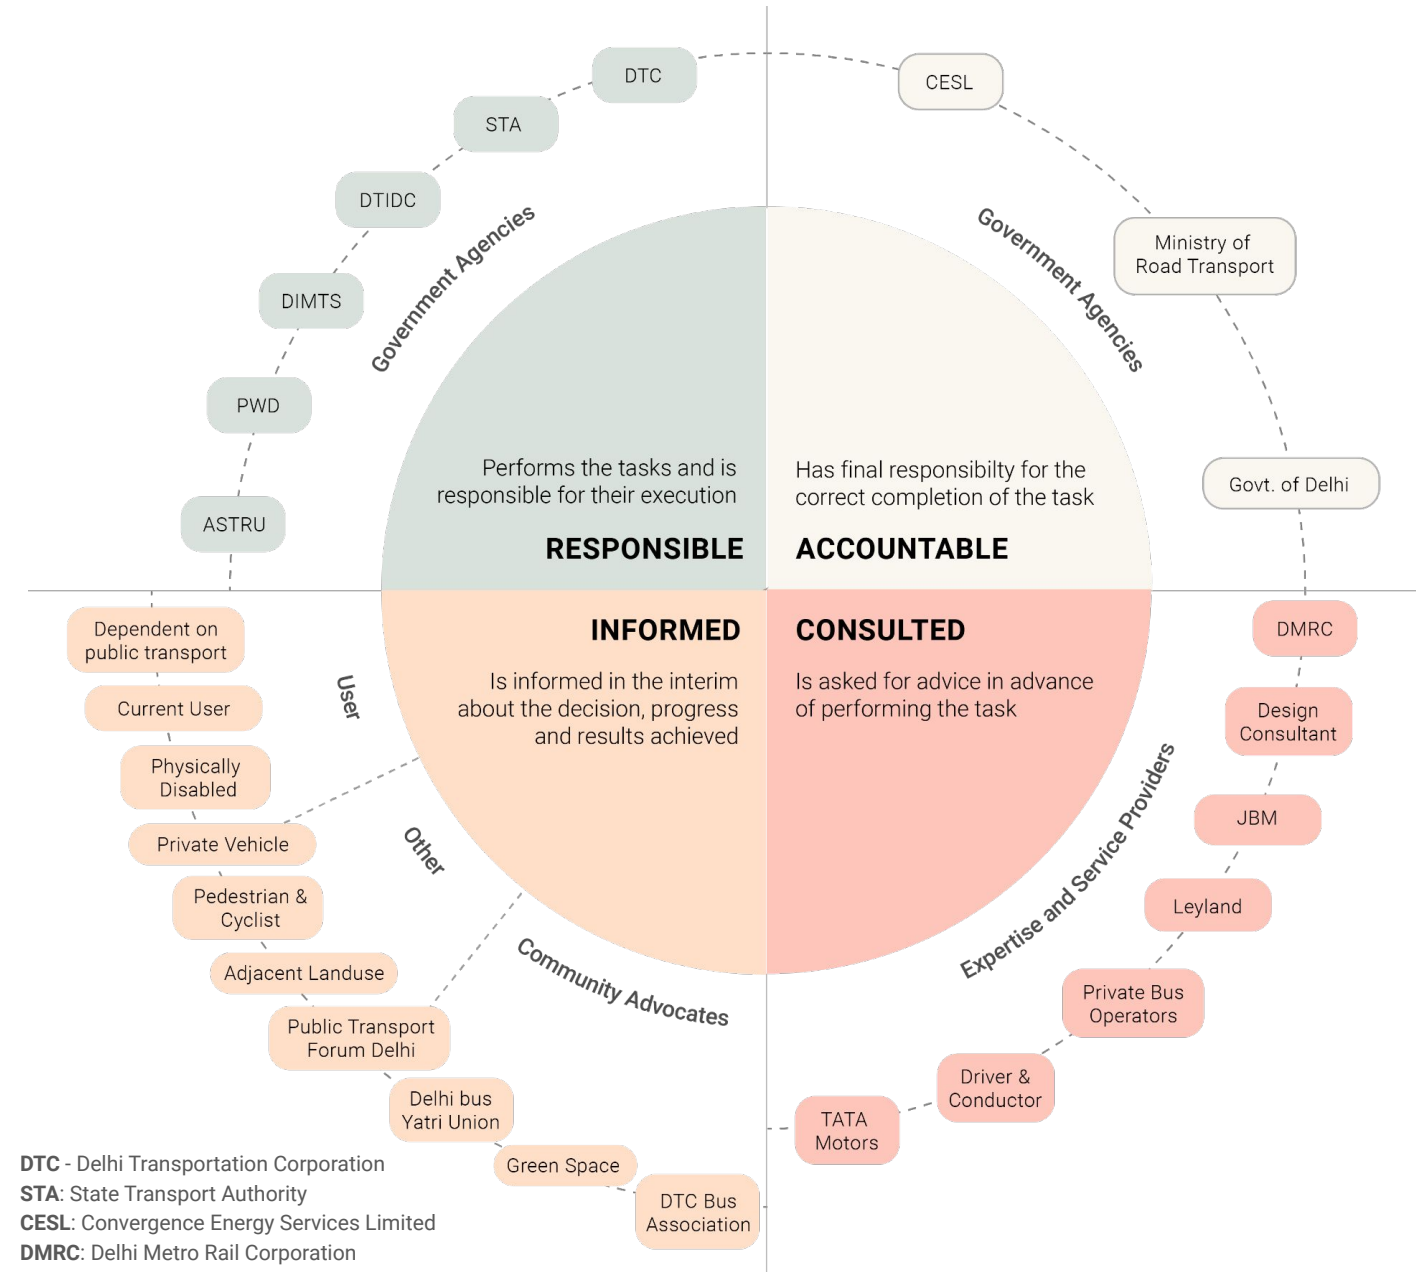 DTC
STA
DTIDC
DIMTS
PWD
ASTRU
Government Agencies
CESL
Ministry of
Road Transport
Govt. of Delhi
Government Agencies
Performs the tasks and is
responsible for their execution
RESPONSIBLE
Has final responsibilty for the
correct completion of the task
ACCOUNTABLE
INFORMED
Is informed in the interim
about the decision, progress
and results achieved
CONSULTED
Is asked for advice in advance
of performing the task
User
Dependent on
public transport
Current User
Physically
Disabled
Other
Private Vehicle
Pedestrian &
Cyclist
Adjacent Landuse
Community Advocates
Public Transport
Forum Delhi
Delhi bus
Yatri Union
Green Space
DTC Bus
Association
Expertise and Service Providers
DMRC
Design
Consultant
JBM
Leyland
Private Bus
Operators
Driver &
Conductor
TATA
Motors
DTC - Delhi Transportation Corporation
STA: State Transport Authority
CESL: Convergence Energy Services Limited
DMRC: Delhi Metro Rail Corporation